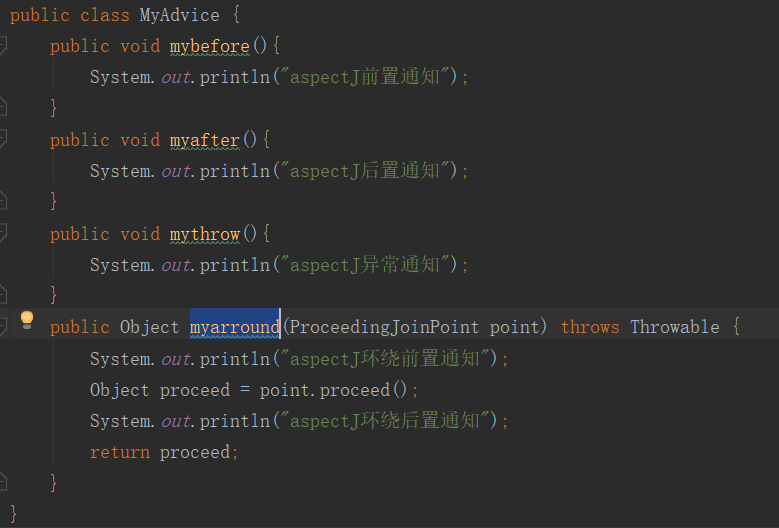 public class MyAdvice {
public void mybefore(){
System.out.println("aspectJ前置通知");
}
public void myafter(){
System.out.println("aspectJ后置通知");
}
public void mythrow(){
System.out.println("aspectJ异常通知");
}
public Object myarround(ProceedingJoinPoint point) throws Throwable {
System.out.println("aspectJ环绕前置通知");
Object proceed = point.proceed();
System.out.println("aspectJ环绕后置通知");
return proceed;
}
}